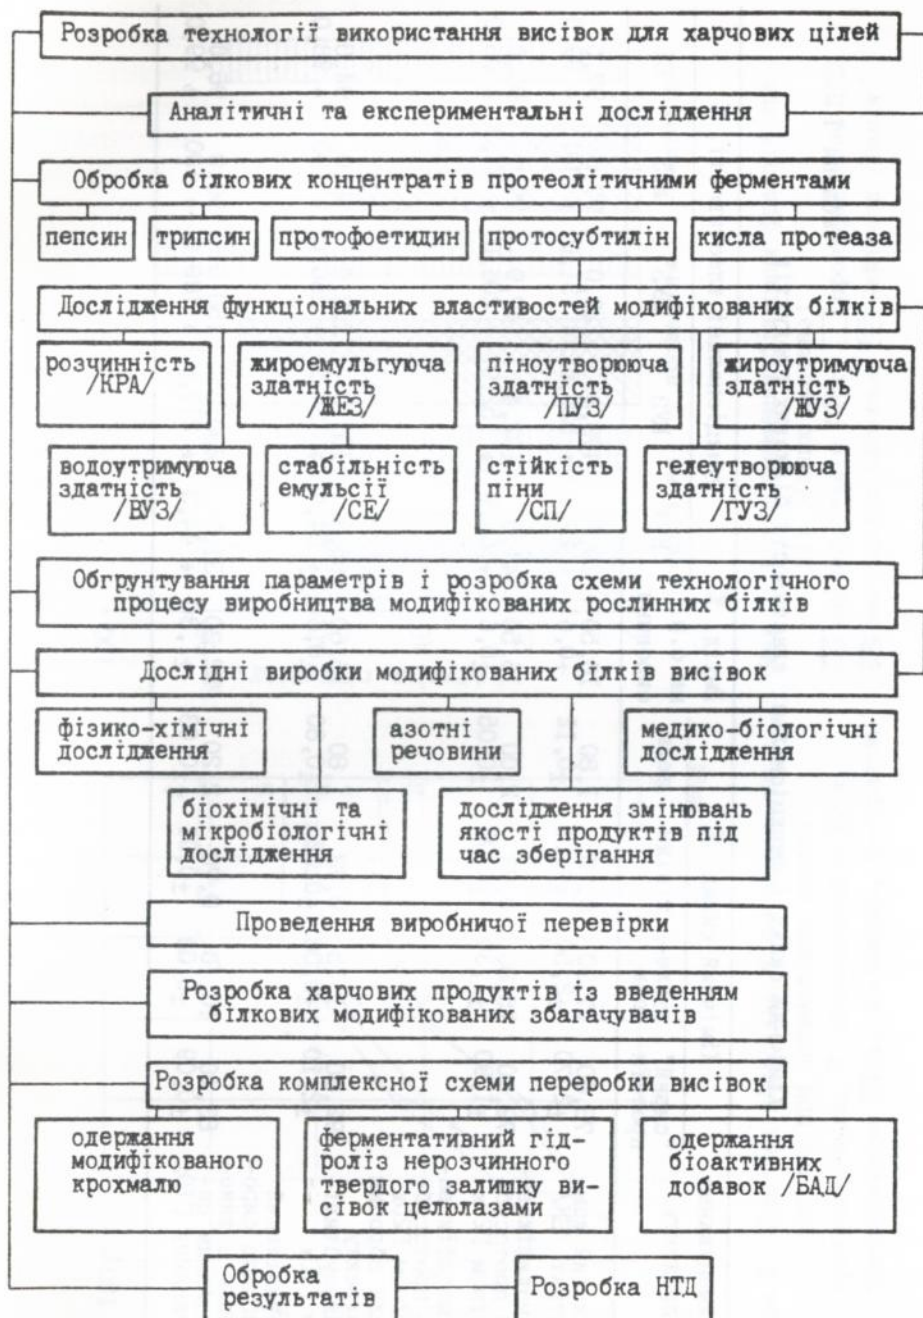 Розробка технології використання висівок для харчових цілей
Аналітичні та експериментальні дослідження
Обробка білкових концентратів протеолітичними ферментами
пепсин
трипсин
протофоетидин
протосубтилін
кисла протеаза
Дослідження функціональних властивостей модифікованих білків
розчинність
/КРА/
жироемульгуюча
здатність
/ЖЕЗ/
піноутворююча
здатність
/ПУЗ/
жироутримуюча
здатність
/ЖУЗ/
водоутримуюча
здатність
/ВУЗ/
стабільність
емульсії
/СЕ/
стійкість
піни
/СП/
гелеутворююча
здатність
/ГУЗ/
Обгрунтування параметрів і розробка схеми технологічного
процесу виробництва модифікованих рослинних білків
Дослідні виробки модифікованих білків висівок
фізико-хімічні
дослідження
азотні
речовини
медико-біологічні
дослідження
біохімічні та
мікробіологічні
дослідження
дослідження змінювань
якості продуктів під
час зберігання
Проведення виробничої перевірки
Розробка харчових продуктів із введенням
білкових модифікованих збагачувачів
Розробка комплексної схеми переробки висівок
одержання
модифікованого
крохмалю
ферментативний гід-
роліз нерозчинного
твердого залишку ви-
сівок целюлазами
одержання
біоактивних
добавок /БАД/
Обробка
результатів
Розробка НТД